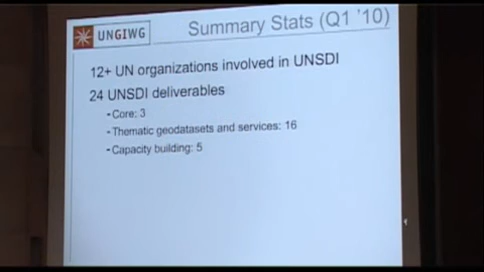 UNGIWG
Summary Stats (Q1 '10)
12+ UN organizations involved in UNSDI
24 UNSDI deliverables
- Core: 3
- Thematic geodatasets and services: 16
- Capacity building: 5